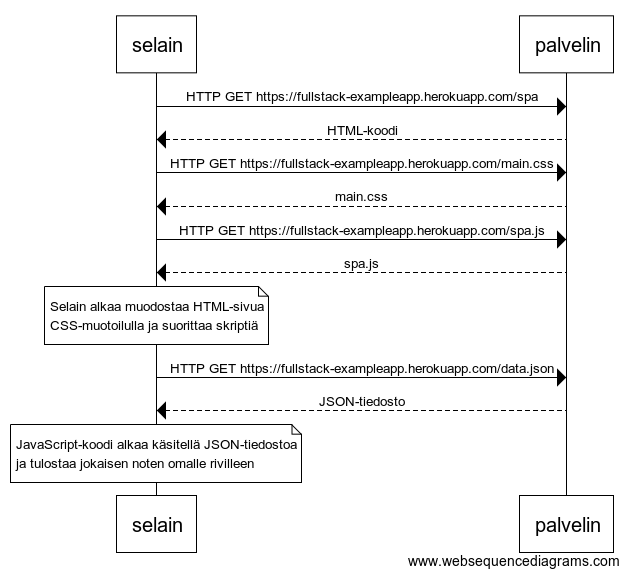 selain
palvelin
HTTP GET https://fullstack-exampleapp.herokuapp.com/spa
HTML-koodi
HTTP GET https://fullstack-exampleapp.herokuapp.com/main.css
main.css
HTTP GET https://fullstack-exampleapp.herokuapp.com/spa.js
spa.js
Selain alkaa muodostaa HTML-sivua
CSS-muotoilulla ja suorittaa skriptiä
HTTP GET https://fullstack-exampleapp.herokuapp.com/data.json
JSON-tiedosto
JavaScript-koodi alkaa käsitellä JSON-tiedostoa
ja tulostaa jokaisen noten omalle rivilleen
selain
palvelin
www.websequencediagrams.com